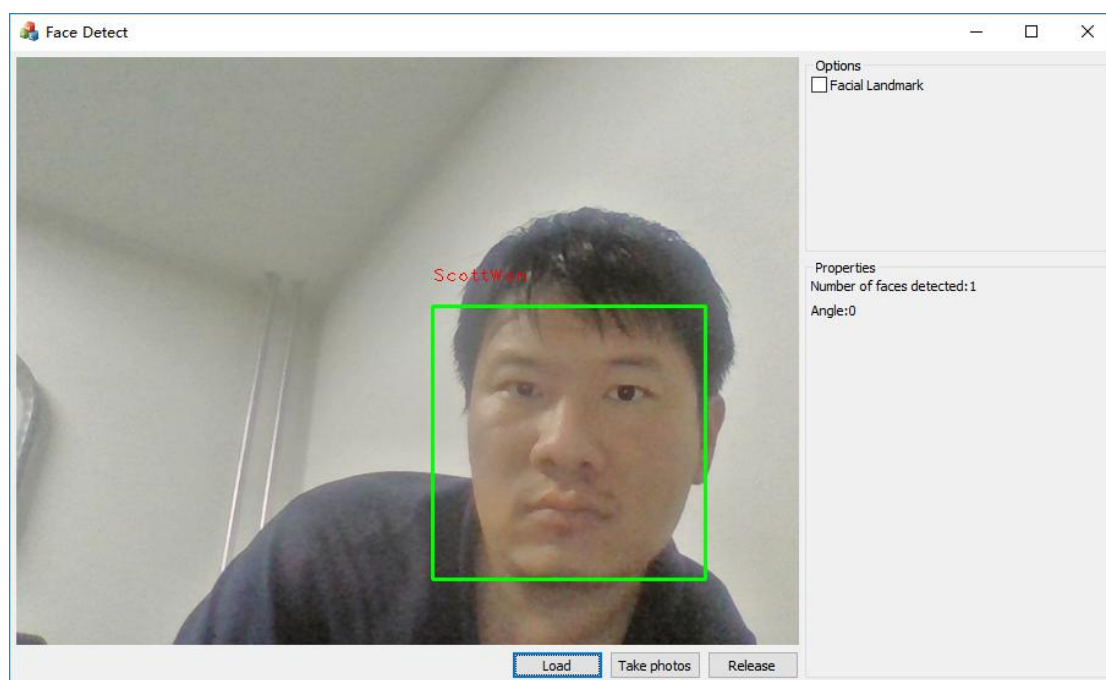 Face Detect
Options
Facial Landmark
ScottWan
Properties
Number of faces detected:1
Angle:0
Load
Take photos
Release